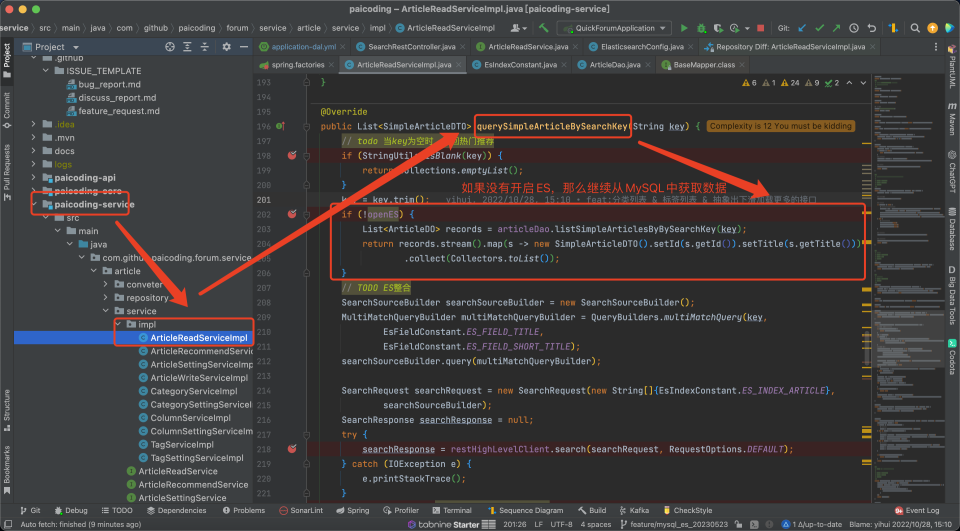 paicoding – ArticleReadServiceImpl.java [paicoding-service]
service src main java com github paicoding forum service article service impl
QuickForumApplication
Git:
Project
application-dal.yml
SearchRestController.java
ArticleReadService.java
ElasticsearchConfig.java
Repository Diff: ArticleReadServiceImpl.java
spring.factories
ArticleReadServiceImpl.java
EsIndexConstant.java
ArticleDao.java
BaseMapper.class
.github
ISSUE_TEMPLATE
bug_report.md
discuss_report.md
feature_request.md
.idea
.mvn
docs
logs
paicoding-api
paicoding-core
paicoding-service
src
main
java
com.github.paicoding.forum.service
article
conveter
repository
service
impl
ArticleReadServiceImpl
ArticleRecommendServic
ArticleSettingServiceImp
ArticleWriteServiceImpl
CategoryServiceImpl
CategorySettingServiceI
ColumnServiceImpl
ColumnSettingServiceIm
TagServiceImpl
TagSettingServiceImpl
ArticleReadService
ArticleRecommendService
ArticleSettingService
6 1 24 9 2
193 }
194
195 @Override
196 public List<SimpleArticleDTO> querySimpleArticleBySearchKey(String key) { Complexity is 12 You must be kidding
197 // todo 当key为空时 热门推荐
198 if (StringUtils.isBlank(key)) {
199 return Collections.emptyList();
200 }
如果没有开启 ES，那么继续从 MySQL 中获取数据
201 key = key.trim(); yihui, 2022/10/28, 15:10 • feat:分类列表 & 标签列表 & 抽象出下滑加载更多的接口
202 if (!openES) {
203 List<ArticleDO> records = articleDao.listSimpleArticlesByBySearchKey(key);
204 return records.stream().map(s -> new SimpleArticleDTO().setId(s.getId()).setTitle(s.getTitle()))
205 .collect(Collectors.toList());
206 }
207 // TODO ES整合
208 SearchSourceBuilder searchSourceBuilder = new SearchSourceBuilder();
209 MultiMatchQueryBuilder multiMatchQueryBuilder = QueryBuilders.multiMatchQuery(key,
210 EsFieldConstant.ES_FIELD_TITLE,
211 EsFieldConstant.ES_FIELD_SHORT_TITLE);
212 searchSourceBuilder.query(multiMatchQueryBuilder);
213
214 SearchRequest searchRequest = new SearchRequest(new String[]{EsIndexConstant.ES_INDEX_ARTICLE},
215 searchSourceBuilder);
216 SearchResponse searchResponse = null;
217 try {
218 searchResponse = restHighLevelClient.search(searchRequest, RequestOptions.DEFAULT);
219 } catch (IOException e) {
220 e.printStackTrace();
221 }
Project
Commit
Pull Requests
Structure
Bookmarks
PlantUML
Maven
ChatGPT
Database
Big Data Tools
Codota
Git Debug TODO Dependencies Problems SonarLint Spring Profiler Terminal Sequence Diagram Endpoints Build Kafka CheckStyle Event Log
Auto fetch: finished (9 minutes ago)
tabnine Starter 201:26 LF UTF-8 4 spaces feature/mysql_es_20230523 1 Δ/up-to-date Blame: yihui 2022/10/28, 15:10